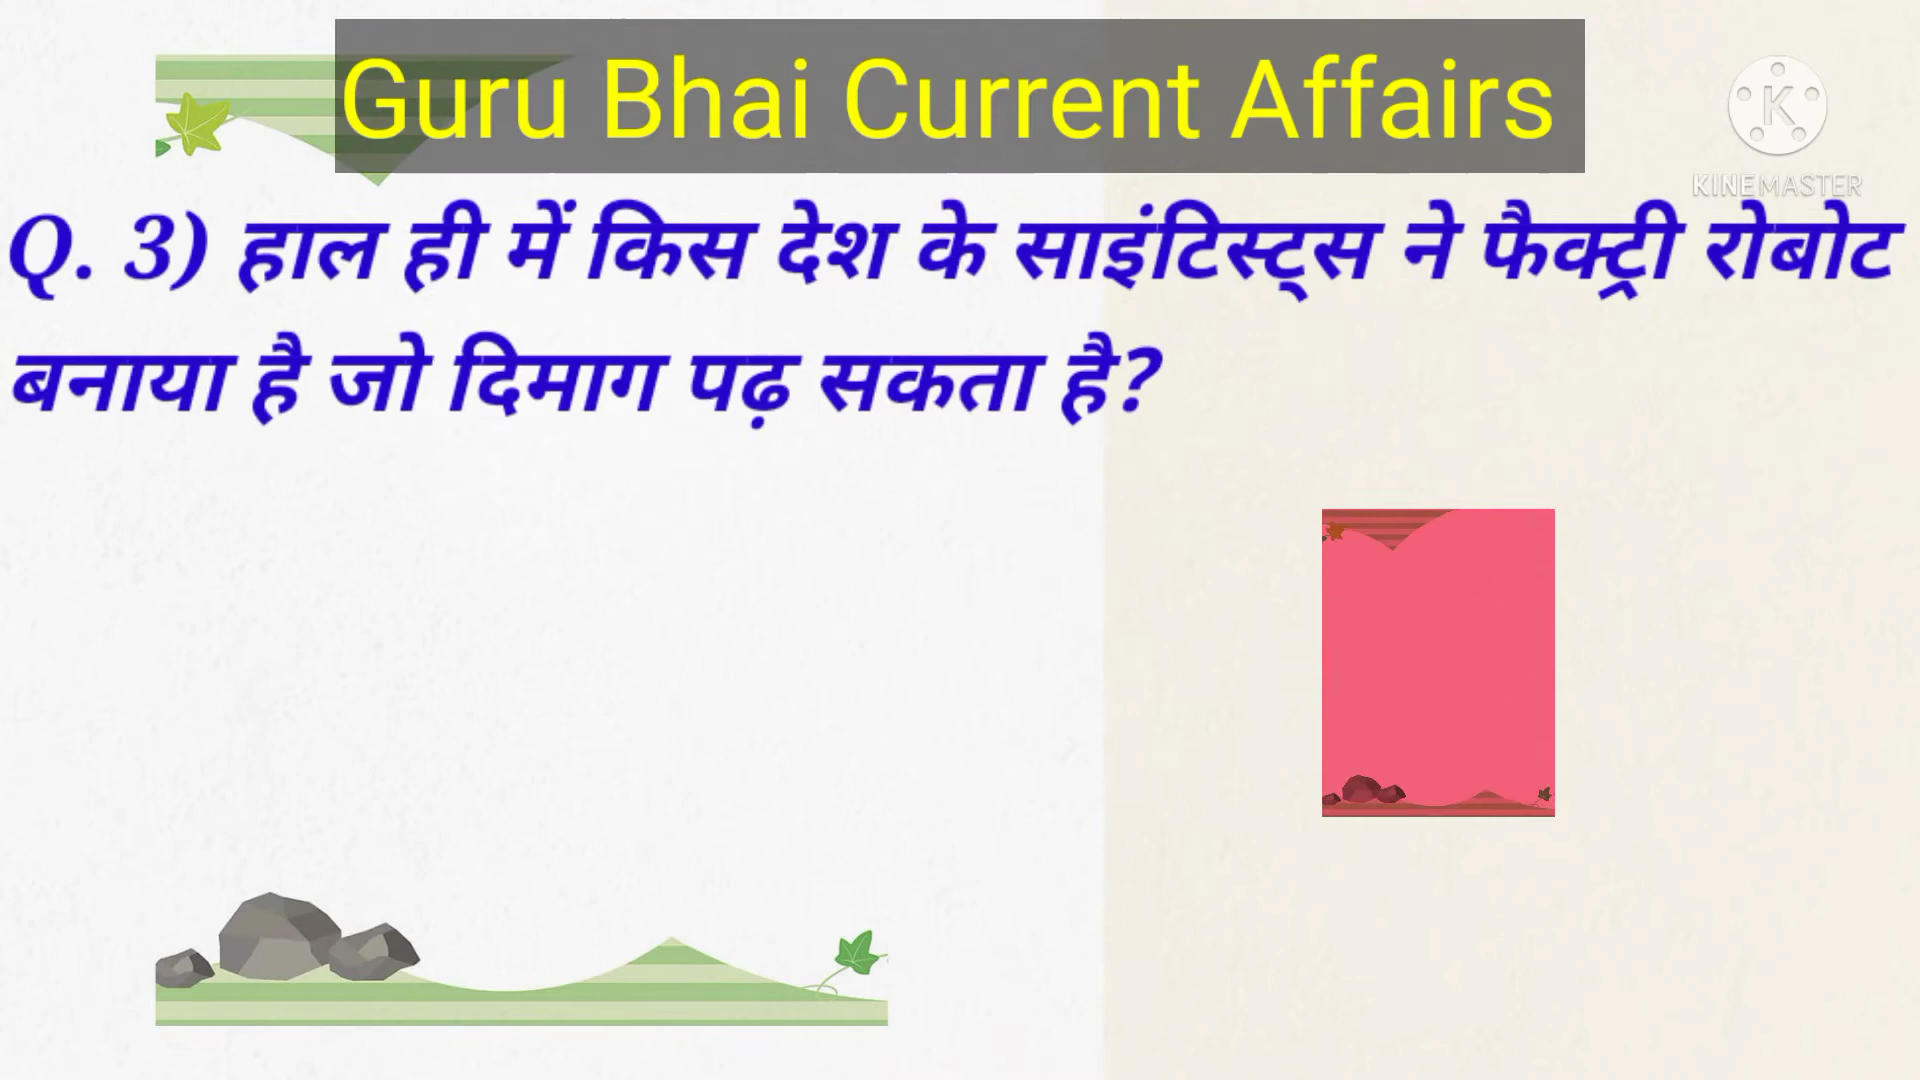 Guru Bhai Current Affairs
K
KINEMASTER
Q. 3) हाल ही में किस देश के साइंटिस्ट्स ने फैक्ट्री रोबोट
बनाया है जो दिमाग पढ़ सकता है?